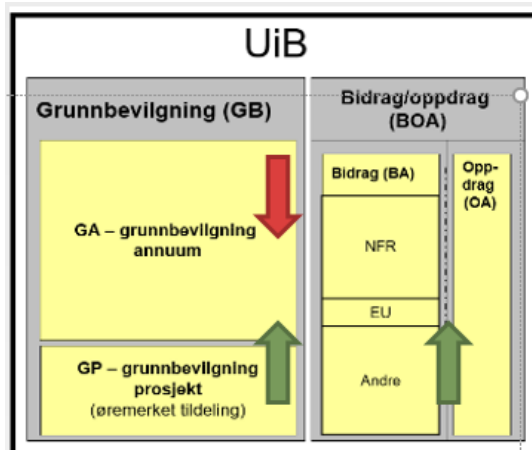 UiB
Grunnbevilgning (GB)
GA – grunnbevilgning
annuum
GP – grunnbevilgning
prosjekt
(øremerket tildeling)
Bidrag/oppdrag
(BOA)
Bidrag (BA)
NFR
EU
Andre
Opp-
drag
(OA)